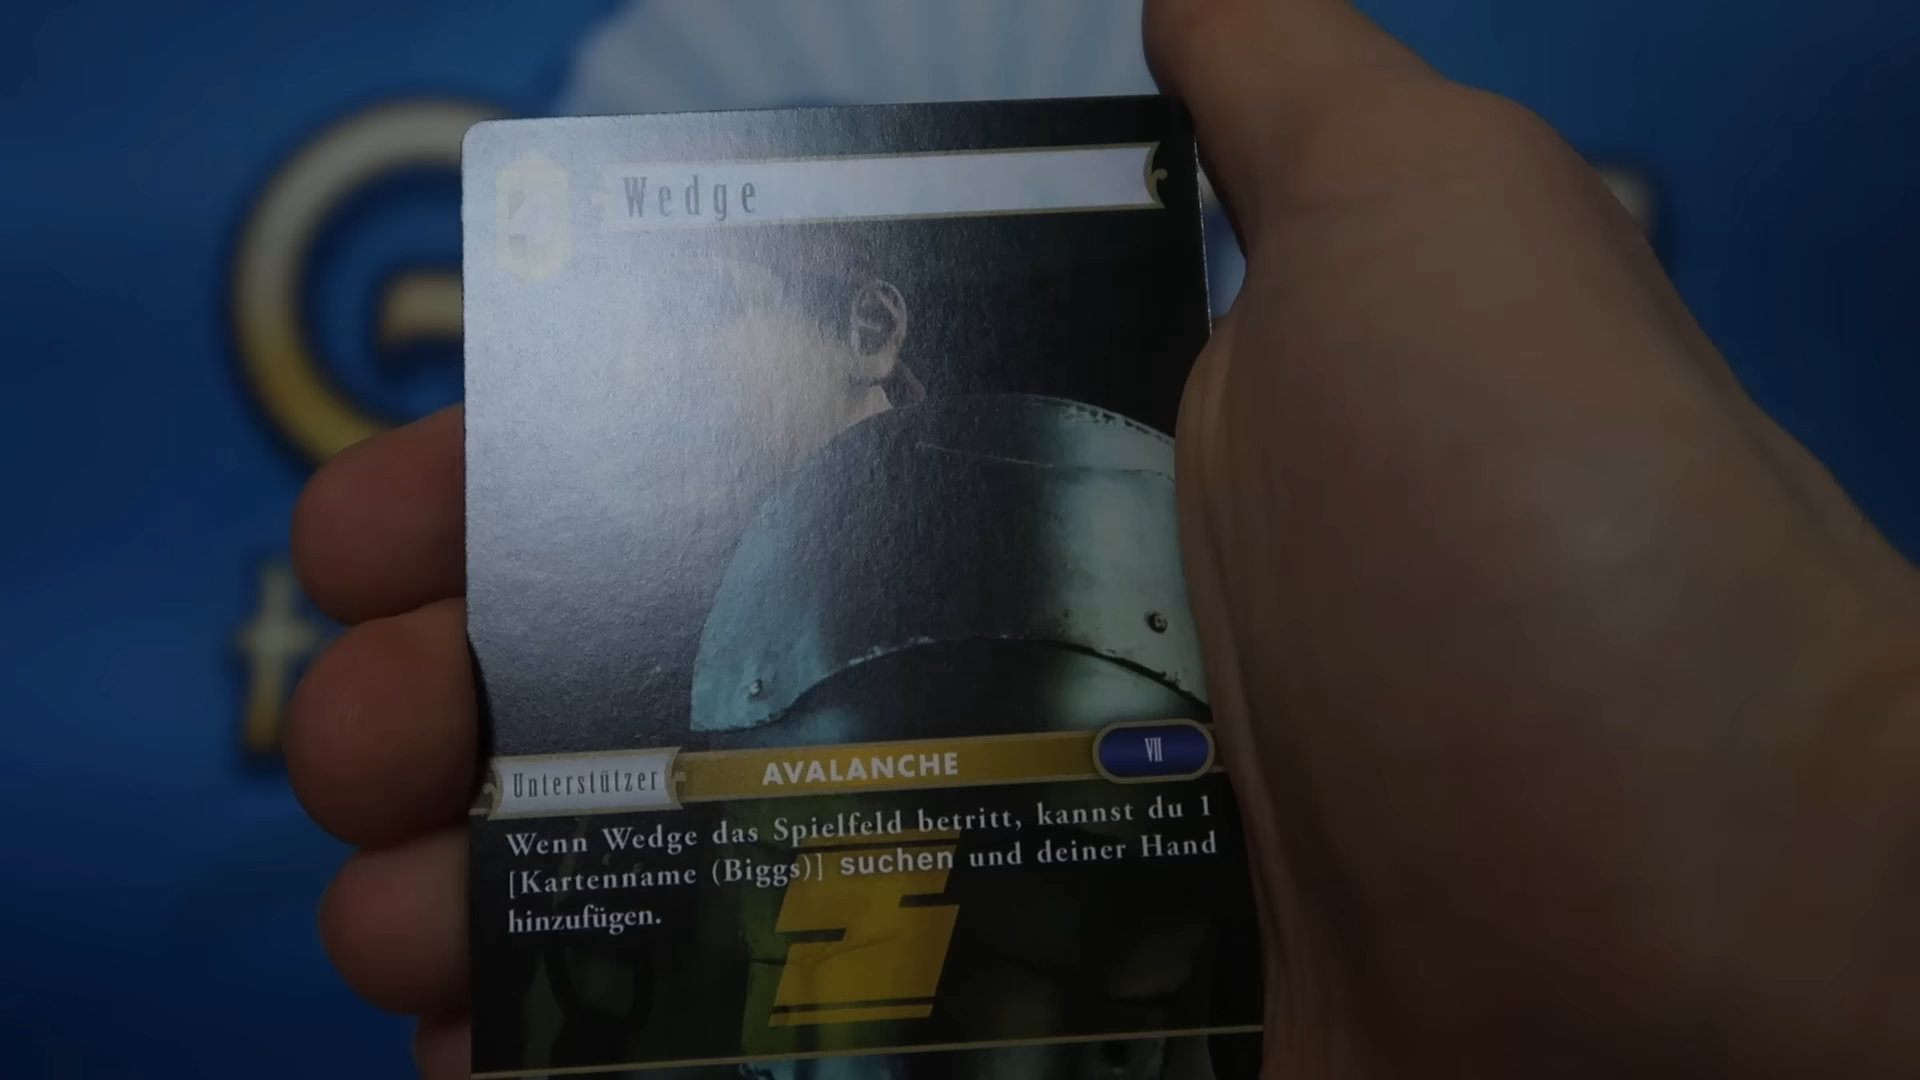 Wedge
Unterstützer
AVALANCHE
VII
Wenn Wedge das Spielfeld betritt, kannst du 1
[Kartenname (Biggs)] suchen und deiner Hand
hinzufügen.